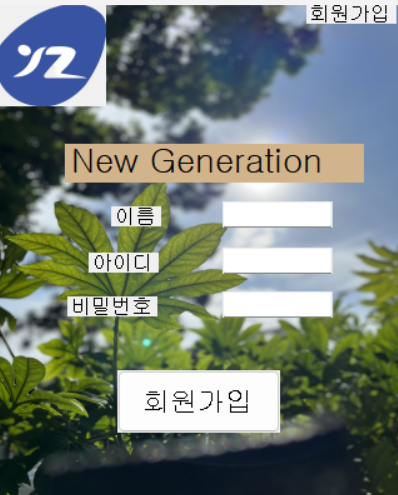 회원가입
New Generation
이름
아이디
비밀번호
회원가입